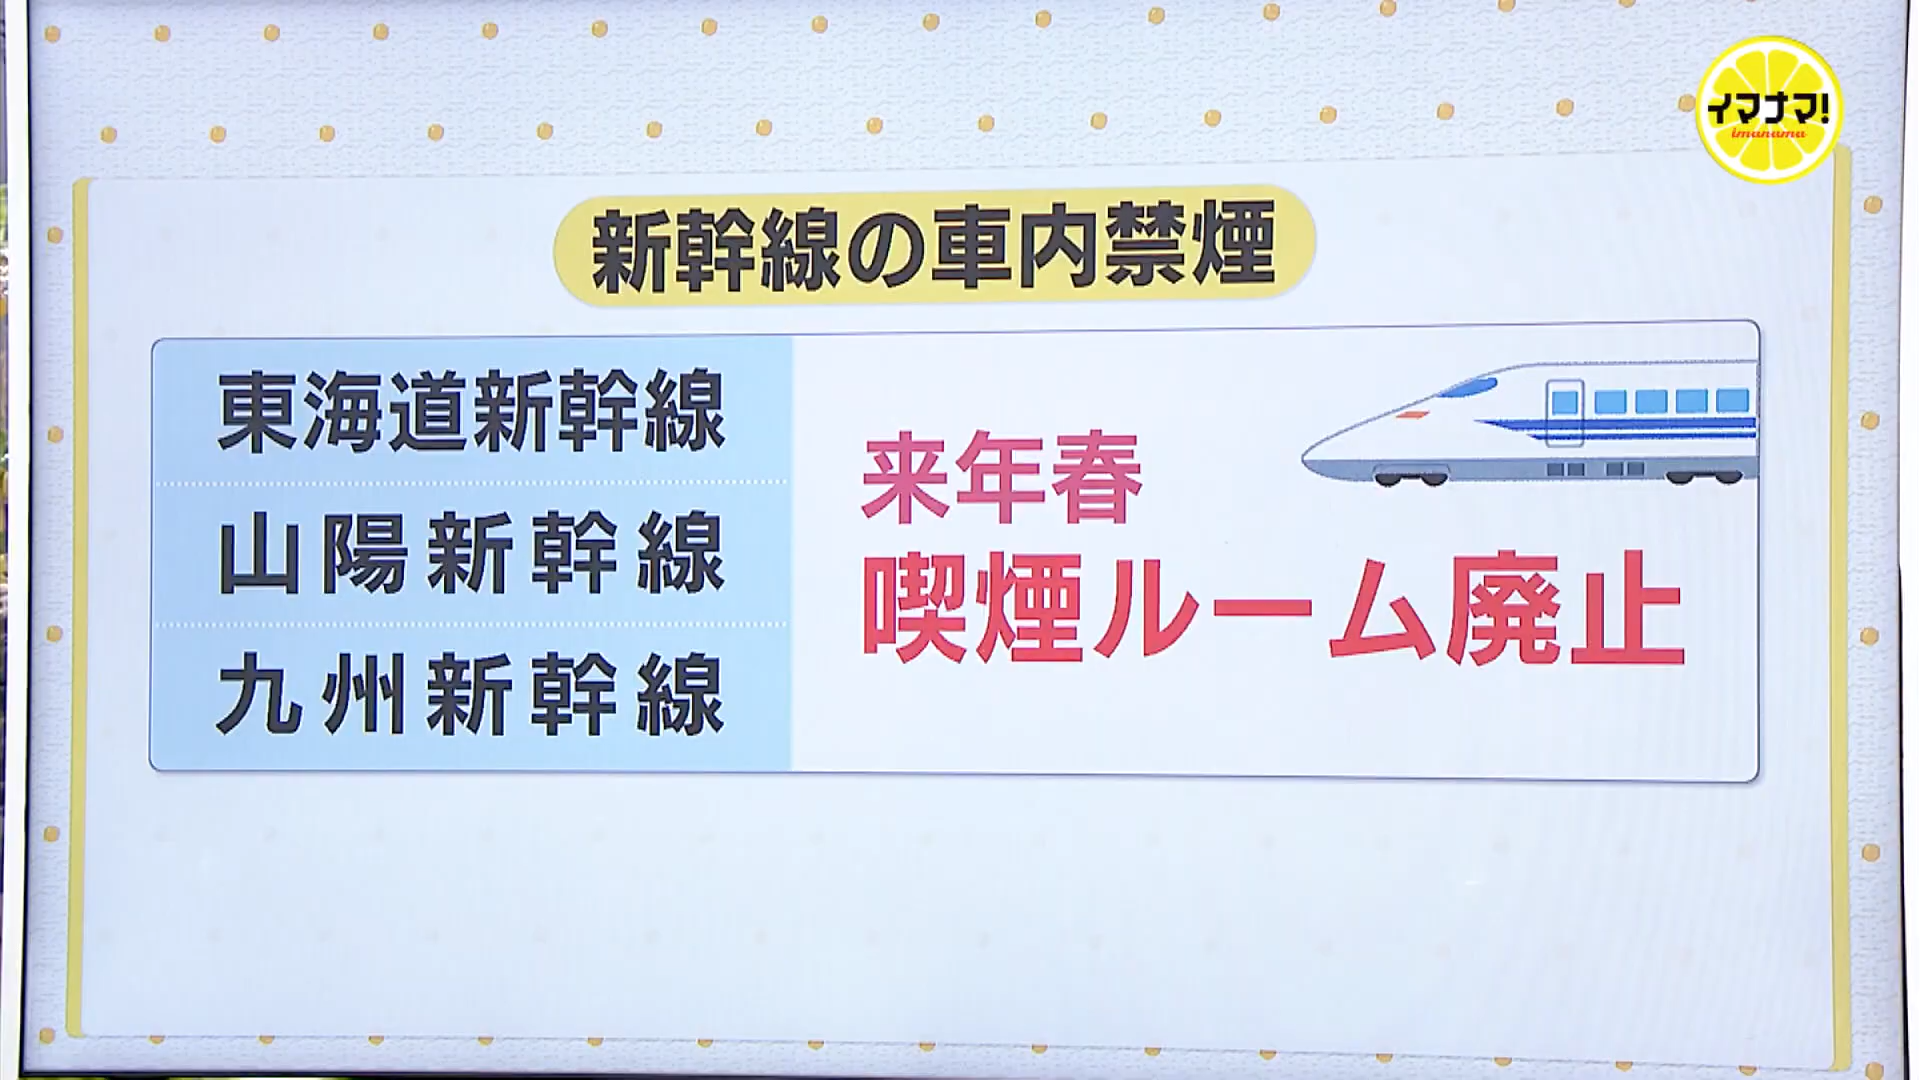 イマナマ!
imanama
新幹線の車内禁煙
東海道新幹線
山陽新幹線
九州新幹線
来年春
喫煙ルーム廃止